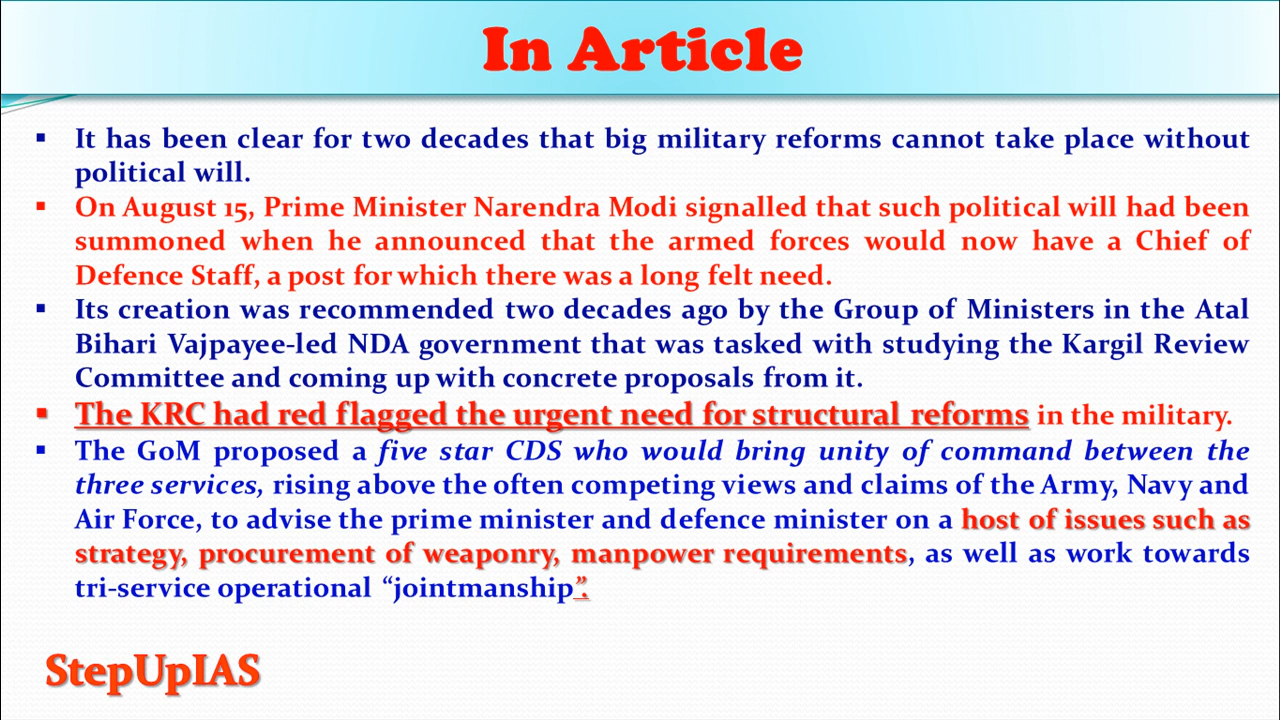 In Article
▪ It has been clear for two decades that big military reforms cannot take place without
political will.
▪ On August 15, Prime Minister Narendra Modi signalled that such political will had been
summoned when he announced that the armed forces would now have a Chief of
Defence Staff, a post for which there was a long felt need.
▪ Its creation was recommended two decades ago by the Group of Ministers in the Atal
Bihari Vajpayee-led NDA government that was tasked with studying the Kargil Review
Committee and coming up with concrete proposals from it.
▪ The KRC had red flagged the urgent need for structural reforms in the military.
▪ The GoM proposed a five star CDS who would bring unity of command between the
three services, rising above the often competing views and claims of the Army, Navy and
Air Force, to advise the prime minister and defence minister on a host of issues such as
strategy, procurement of weaponry, manpower requirements, as well as work towards
tri-service operational “jointmanship”.
StepUpIAS